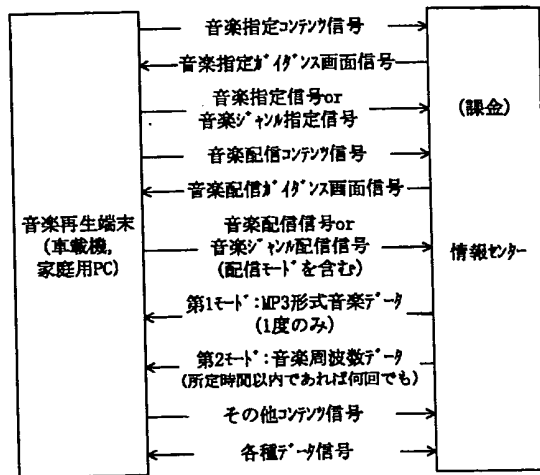 音楽指定コンテンツ信号
音楽指定ガイダンス画面信号
音楽指定信号or
音楽ジャンル指定信号
(課金)
音楽配信コンテンツ信号
音楽配信ガイダンス画面信号
音楽再生端末
(車載機,
家庭用PC)
音楽配信信号or
音楽ジャンル配信信号
(配信モードを含む)
情報センター
第1モード:MP3形式音楽データ
(1度のみ)
第2モード:音楽周波数データ
(所定時間以内であれば何回でも)
その他コンテンツ信号
各種データ信号